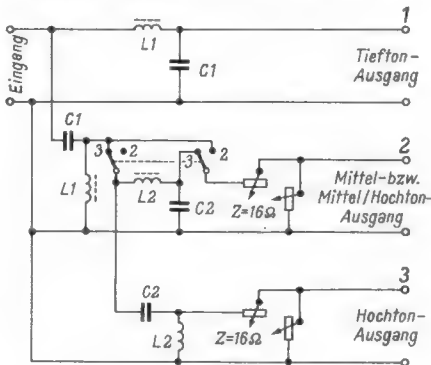 1
L1
C1
Eingang
Tiefton-
Ausgang
C1
3
2
3
2
2
L1
L2
C2
Z=16Ω
Mittel-bzw.
Mittel/Hochton-
Ausgang
3
C2
L2
Z=16Ω
Hochton-
Ausgang